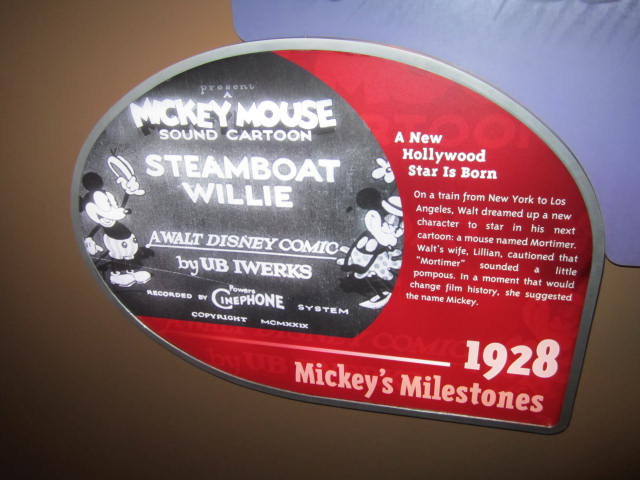 present
MICKEY MOUSE
SOUND CARTOON
STEAMBOAT
WILLIE
A WALT DISNEY COMIC
by UB IWERKS
RECORDED BY Powers CINEPHONE SYSTEM
COPYRIGHT MCMXXIX
A New
Hollywood
Star Is Born
On a train from New York to Los
Angeles, Walt dreamed up a new
character to star in his next
cartoon: a mouse named Mortimer.
Walt's wife, Lillian, cautioned that
"Mortimer" sounded a little
pompous. In a moment that would
change film history, she suggested
the name Mickey.
1928
Mickey's Milestones